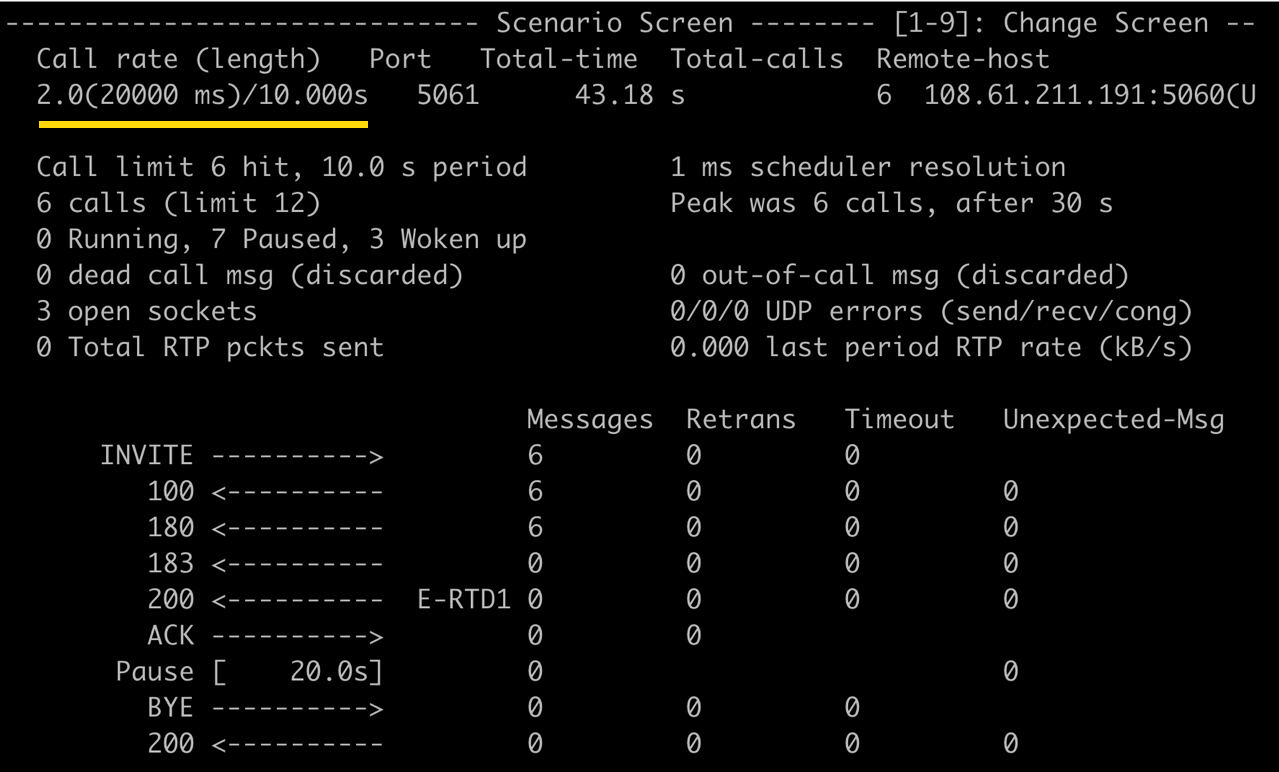 ------------------------------ Scenario Screen -------- [1-9]: Change Screen --
  Call rate (length)   Port   Total-time  Total-calls  Remote-host
  2.0(20000 ms)/10.000s   5061      43.18 s            6  108.61.211.191:5060(U

  Call limit 6 hit, 10.0 s period         1 ms scheduler resolution
  6 calls (limit 12)                      Peak was 6 calls, after 30 s
  0 Running, 7 Paused, 3 Woken up
  0 dead call msg (discarded)             0 out-of-call msg (discarded)
  3 open sockets                          0/0/0 UDP errors (send/recv/cong)
  0 Total RTP pckts sent                  0.000 last period RTP rate (kB/s)

                                 Messages  Retrans   Timeout   Unexpected-Msg
      INVITE ---------->         6         0         0
         100 <----------         6         0         0         0
         180 <----------         6         0         0         0
         183 <----------         0         0         0         0
         200 <----------  E-RTD1 0         0         0         0
         ACK ---------->         0         0
       Pause [    20.0s]         0                             0
         BYE ---------->         0         0         0
         200 <----------         0         0         0         0